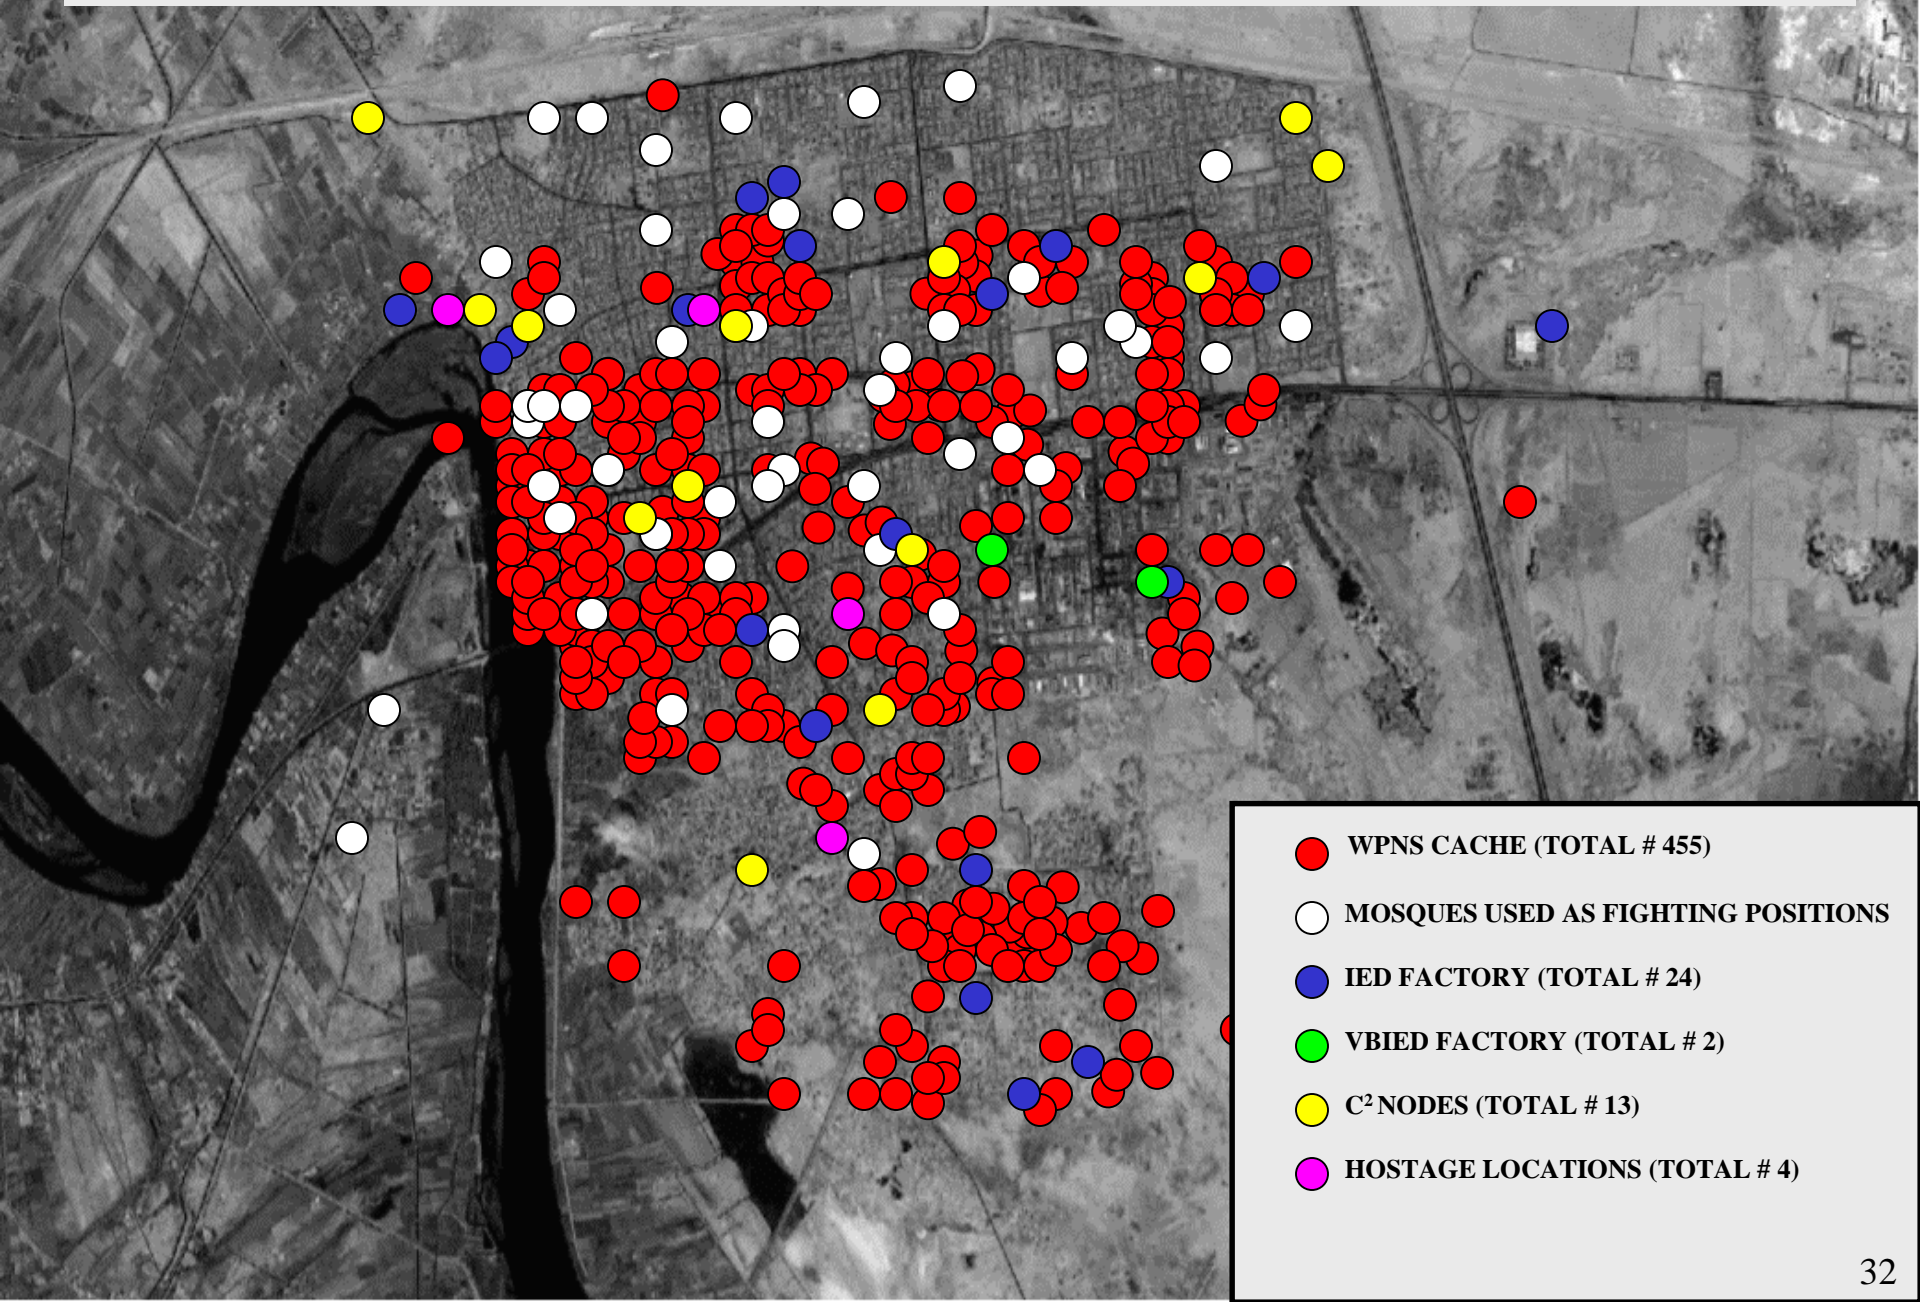 WPNS CACHE (TOTAL # 455)
MOSQUES USED AS FIGHTING POSITIONS
IED FACTORY (TOTAL # 24)
VBIED FACTORY (TOTAL # 2)
C² NODES (TOTAL # 13)
HOSTAGE LOCATIONS (TOTAL # 4)
32